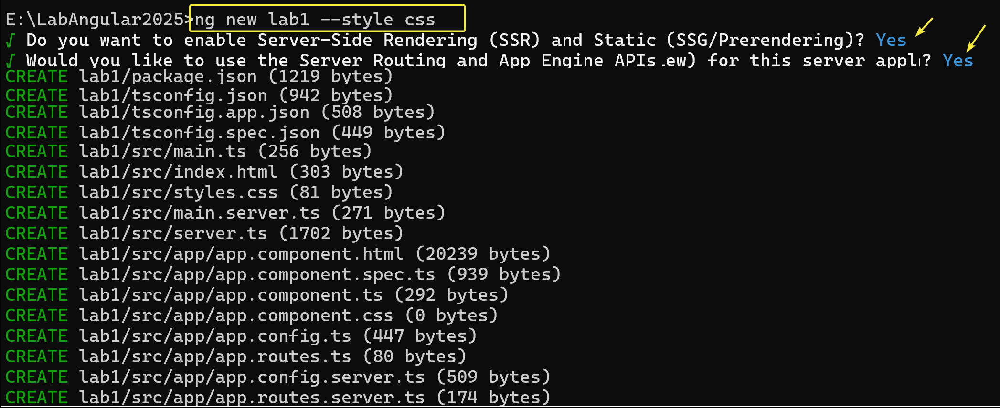 E:\LabAngular2025>ng new lab1 --style css
√ Do you want to enable Server-Side Rendering (SSR) and Static (SSG/Prerendering)? Yes
√ Would you like to use the Server Routing and App Engine APIs ew) for this server appl? Yes
CREATE lab1/package.json (1219 bytes)
CREATE lab1/tsconfig.json (942 bytes)
CREATE lab1/tsconfig.app.json (508 bytes)
CREATE lab1/tsconfig.spec.json (449 bytes)
CREATE lab1/src/main.ts (256 bytes)
CREATE lab1/src/index.html (303 bytes)
CREATE lab1/src/styles.css (81 bytes)
CREATE lab1/src/main.server.ts (271 bytes)
CREATE lab1/src/server.ts (1702 bytes)
CREATE lab1/src/app/app.component.html (20239 bytes)
CREATE lab1/src/app/app.component.spec.ts (939 bytes)
CREATE lab1/src/app/app.component.ts (292 bytes)
CREATE lab1/src/app/app.component.css (0 bytes)
CREATE lab1/src/app/app.config.ts (447 bytes)
CREATE lab1/src/app/app.routes.ts (80 bytes)
CREATE lab1/src/app/app.config.server.ts (509 bytes)
CREATE lab1/src/app/app.routes.server.ts (174 bytes)